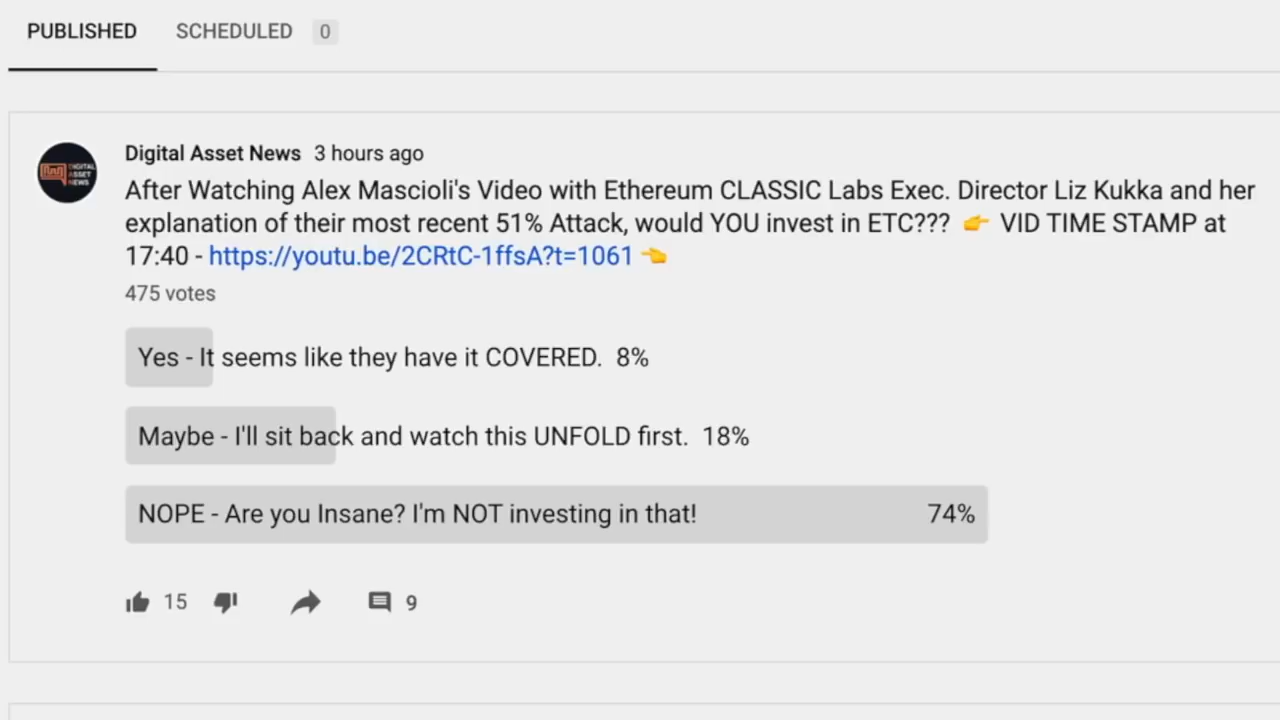 PUBLISHED SCHEDULED 0
DIGITAL
ASSET
NEWS
Digital Asset News 3 hours ago
After Watching Alex Mascioli's Video with Ethereum CLASSIC Labs Exec. Director Liz Kukka and her
explanation of their most recent 51% Attack, would YOU invest in ETC??? 👉 VID TIME STAMP at
17:40 - https://youtu.be/2CRtC-1ffsA?t=1061 👈
475 votes
Yes - It seems like they have it COVERED. 8%
Maybe - I'll sit back and watch this UNFOLD first. 18%
NOPE - Are you Insane? I'm NOT investing in that! 74%
15 9